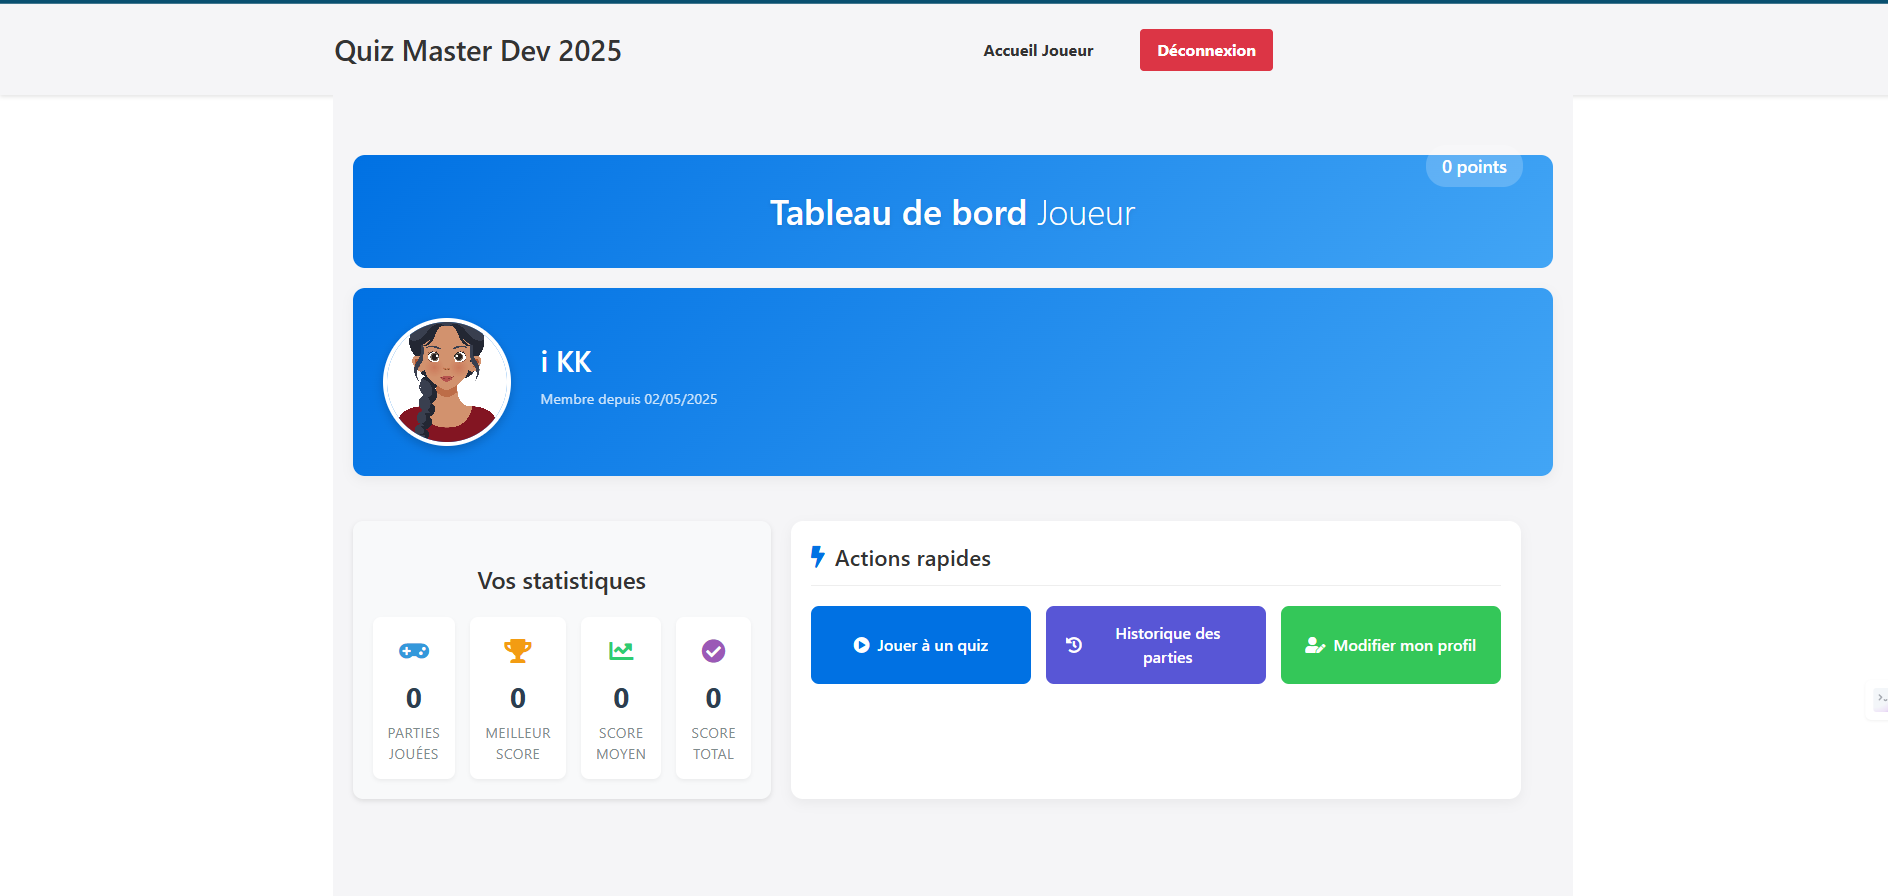 Quiz Master Dev 2025
Accueil Joueur
Déconnexion
0 points
Tableau de bord Joueur
i KK
Membre depuis 02/05/2025
Vos statistiques
0
PARTIES
JOUÉES
0
MEILLEUR
SCORE
0
SCORE
MOYEN
0
SCORE
TOTAL
Actions rapides
Jouer à un quiz
Historique des
parties
Modifier mon profil